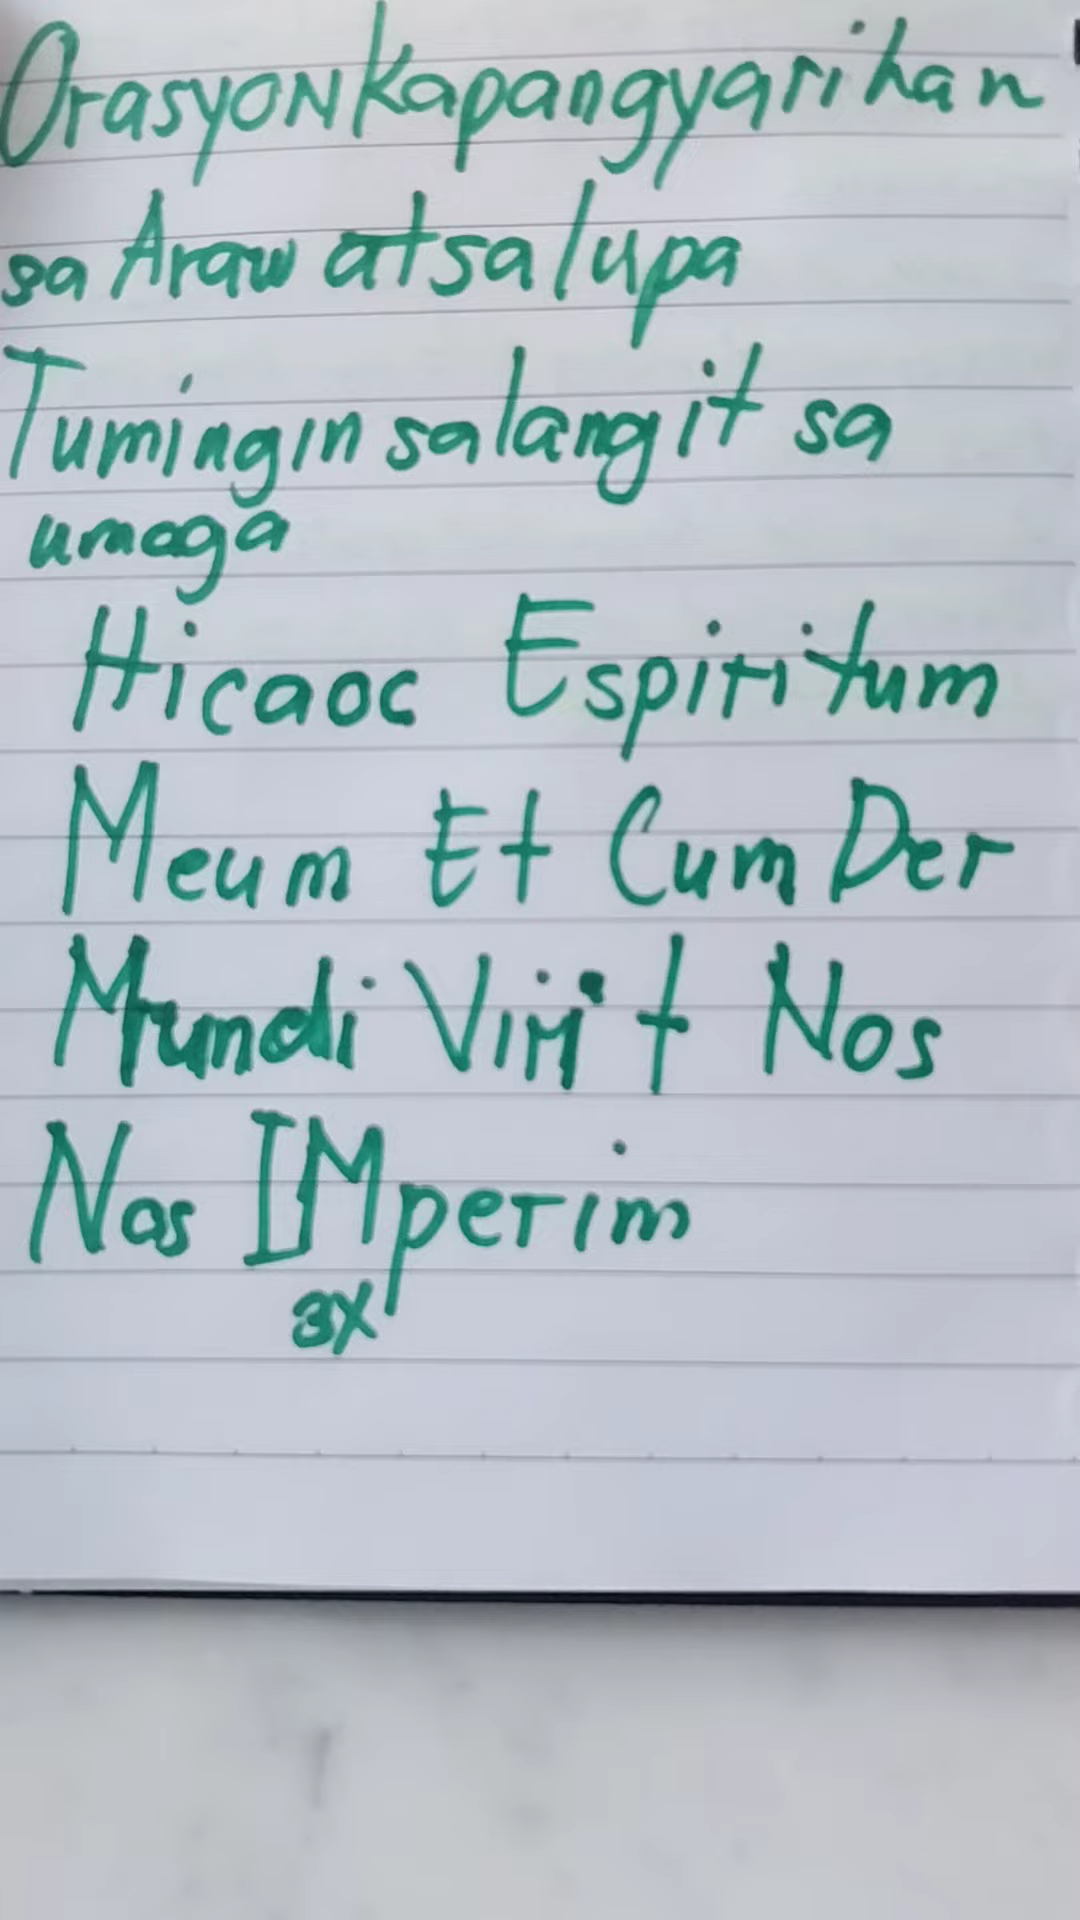 Orasyon Kapangyarihan
sa Araw at sa lupa
Tumingin sa langit sa
umaga
Hicaoc Espiritum
Meum Et Cum Der
Mundi Virit Nos
Nos IMperim
3X